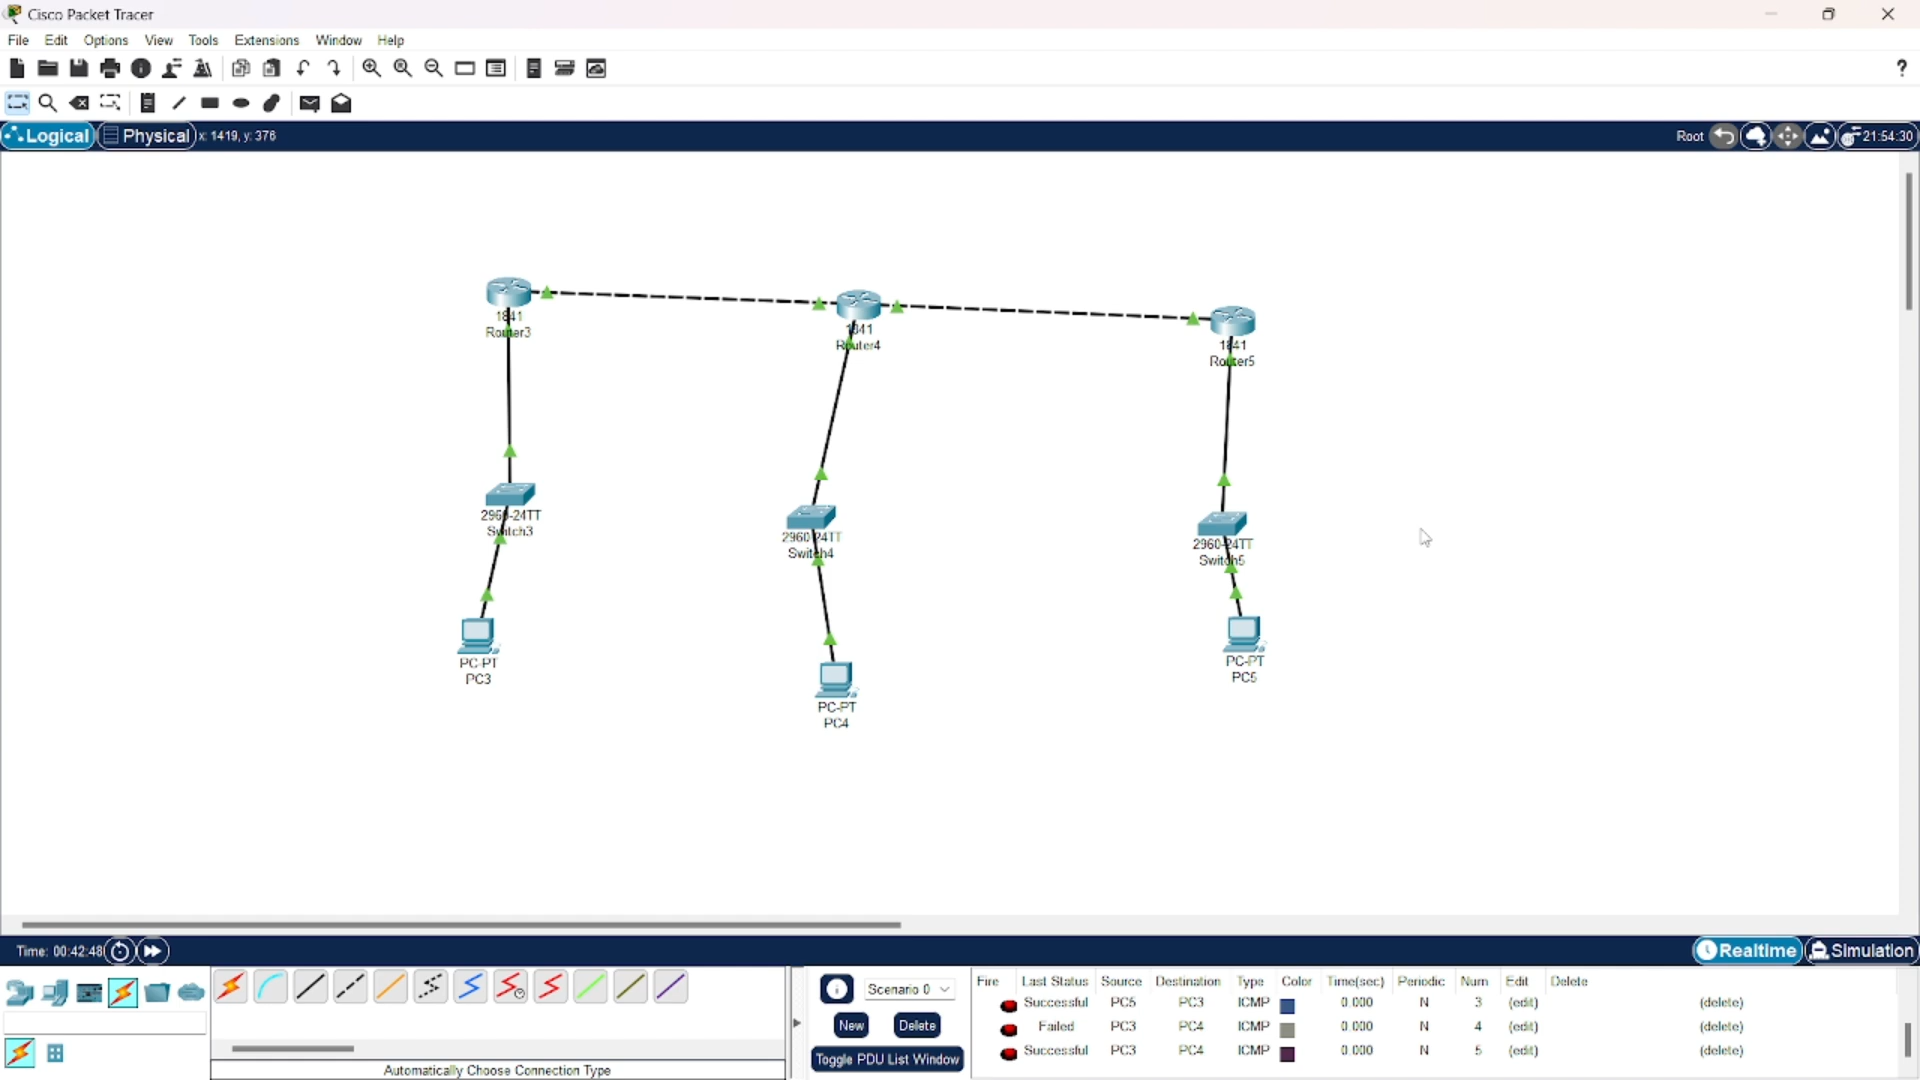 Cisco Packet Tracer
File Edit Options View Tools Extensions Window Help
?
Logical Physical x: 1419, y: 376 Root 21:54:30
1841
Router3
1841
Router4
1841
Router5
2960-24TT
Switch3
2960-24TT
Switch4
2960-24TT
Switch5
PC-PT
PC3
PC-PT
PC4
PC-PT
PC5
Time: 00:42:48 Realtime Simulation
Scenario 0
New Delete
Toggle PDU List Window
Automatically Choose Connection Type
Fire Last Status Source Destination Type Color Time(sec) Periodic Num Edit Delete
Successful PC5 PC3 ICMP 0.000 N 3 (edit) (delete)
Failed PC3 PC4 ICMP 0.000 N 4 (edit) (delete)
Successful PC3 PC4 ICMP 0.000 N 5 (edit) (delete)